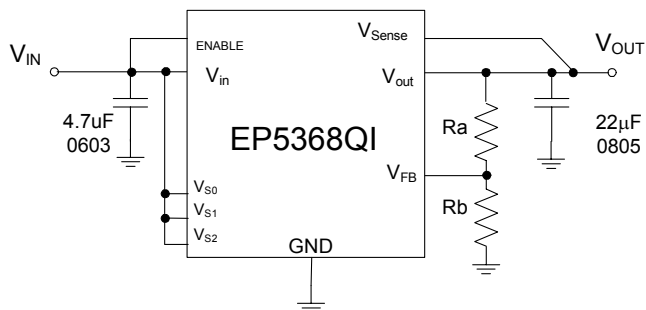 V_IN
ENABLE
V_in
4.7uF
0603
EP5368QI
V_S0
V_S1
V_S2
GND
V_Sense
V_out
V_FB
V_OUT
Ra
Rb
22μF
0805